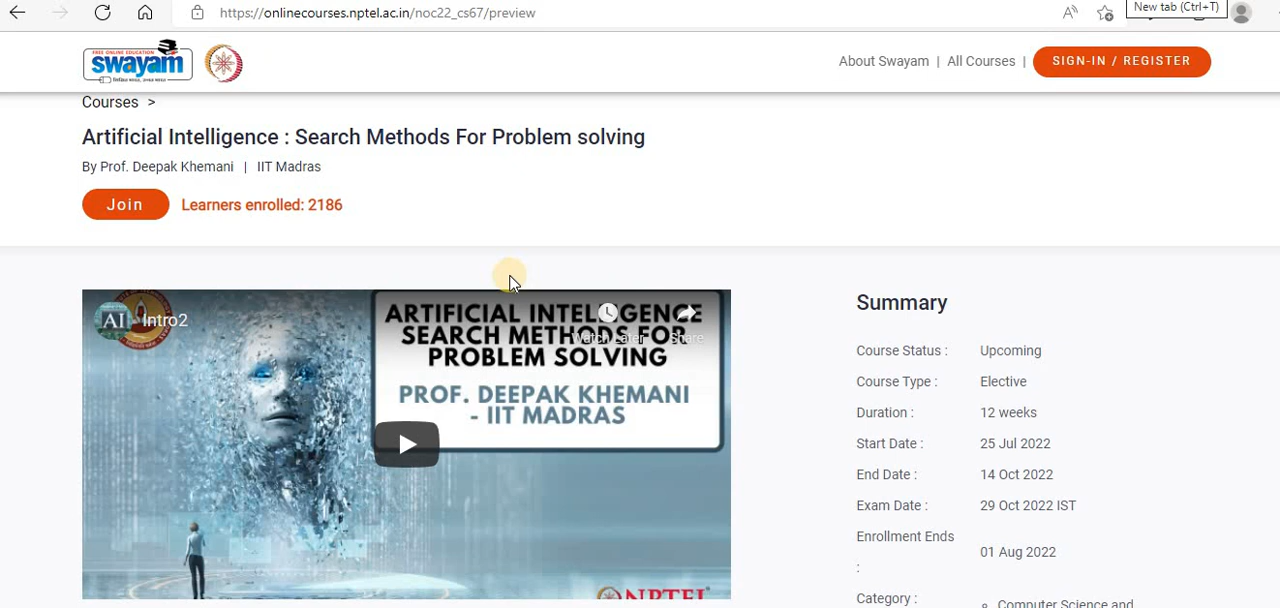 New tab (Ctrl+T)
https://onlinecourses.nptel.ac.in/noc22_cs67/preview
swayam
About Swayam | All Courses |
SIGN-IN / REGISTER
Courses >
Artificial Intelligence : Search Methods For Problem solving
By Prof. Deepak Khemani | IIT Madras
Join
Learners enrolled: 2186
AI
Intro2
Watch Later
Share
ARTIFICIAL INTELLIGENCE
SEARCH METHODS FOR
PROBLEM SOLVING
PROF. DEEPAK KHEMANI
- IIT MADRAS
NPTEL
Summary
Course Status : Upcoming
Course Type : Elective
Duration : 12 weeks
Start Date : 25 Jul 2022
End Date : 14 Oct 2022
Exam Date : 29 Oct 2022 IST
Enrollment Ends : 01 Aug 2022
Category :
Computer Science and